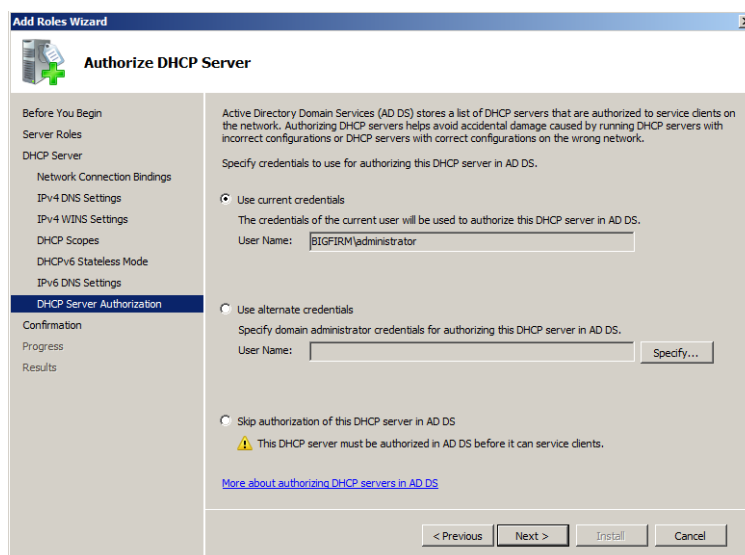 Add Roles Wizard
Authorize DHCP Server
Before You Begin
Server Roles
DHCP Server
Network Connection Bindings
IPv4 DNS Settings
IPv4 WINS Settings
DHCP Scopes
DHCPv6 Stateless Mode
IPv6 DNS Settings
DHCP Server Authorization
Confirmation
Progress
Results
Active Directory Domain Services (AD DS) stores a list of DHCP servers that are authorized to service clients on
the network. Authorizing DHCP servers helps avoid accidental damage caused by running DHCP servers with
incorrect configurations or DHCP servers with correct configurations on the wrong network.
Specify credentials to use for authorizing this DHCP server in AD DS.
Use current credentials
The credentials of the current user will be used to authorize this DHCP server in AD DS.
User Name: BIGFIRM\administrator
Use alternate credentials
Specify domain administrator credentials for authorizing this DHCP server in AD DS.
User Name: Specify...
Skip authorization of this DHCP server in AD DS
This DHCP server must be authorized in AD DS before it can service clients.
More about authorizing DHCP servers in AD DS
< Previous Next > Install Cancel